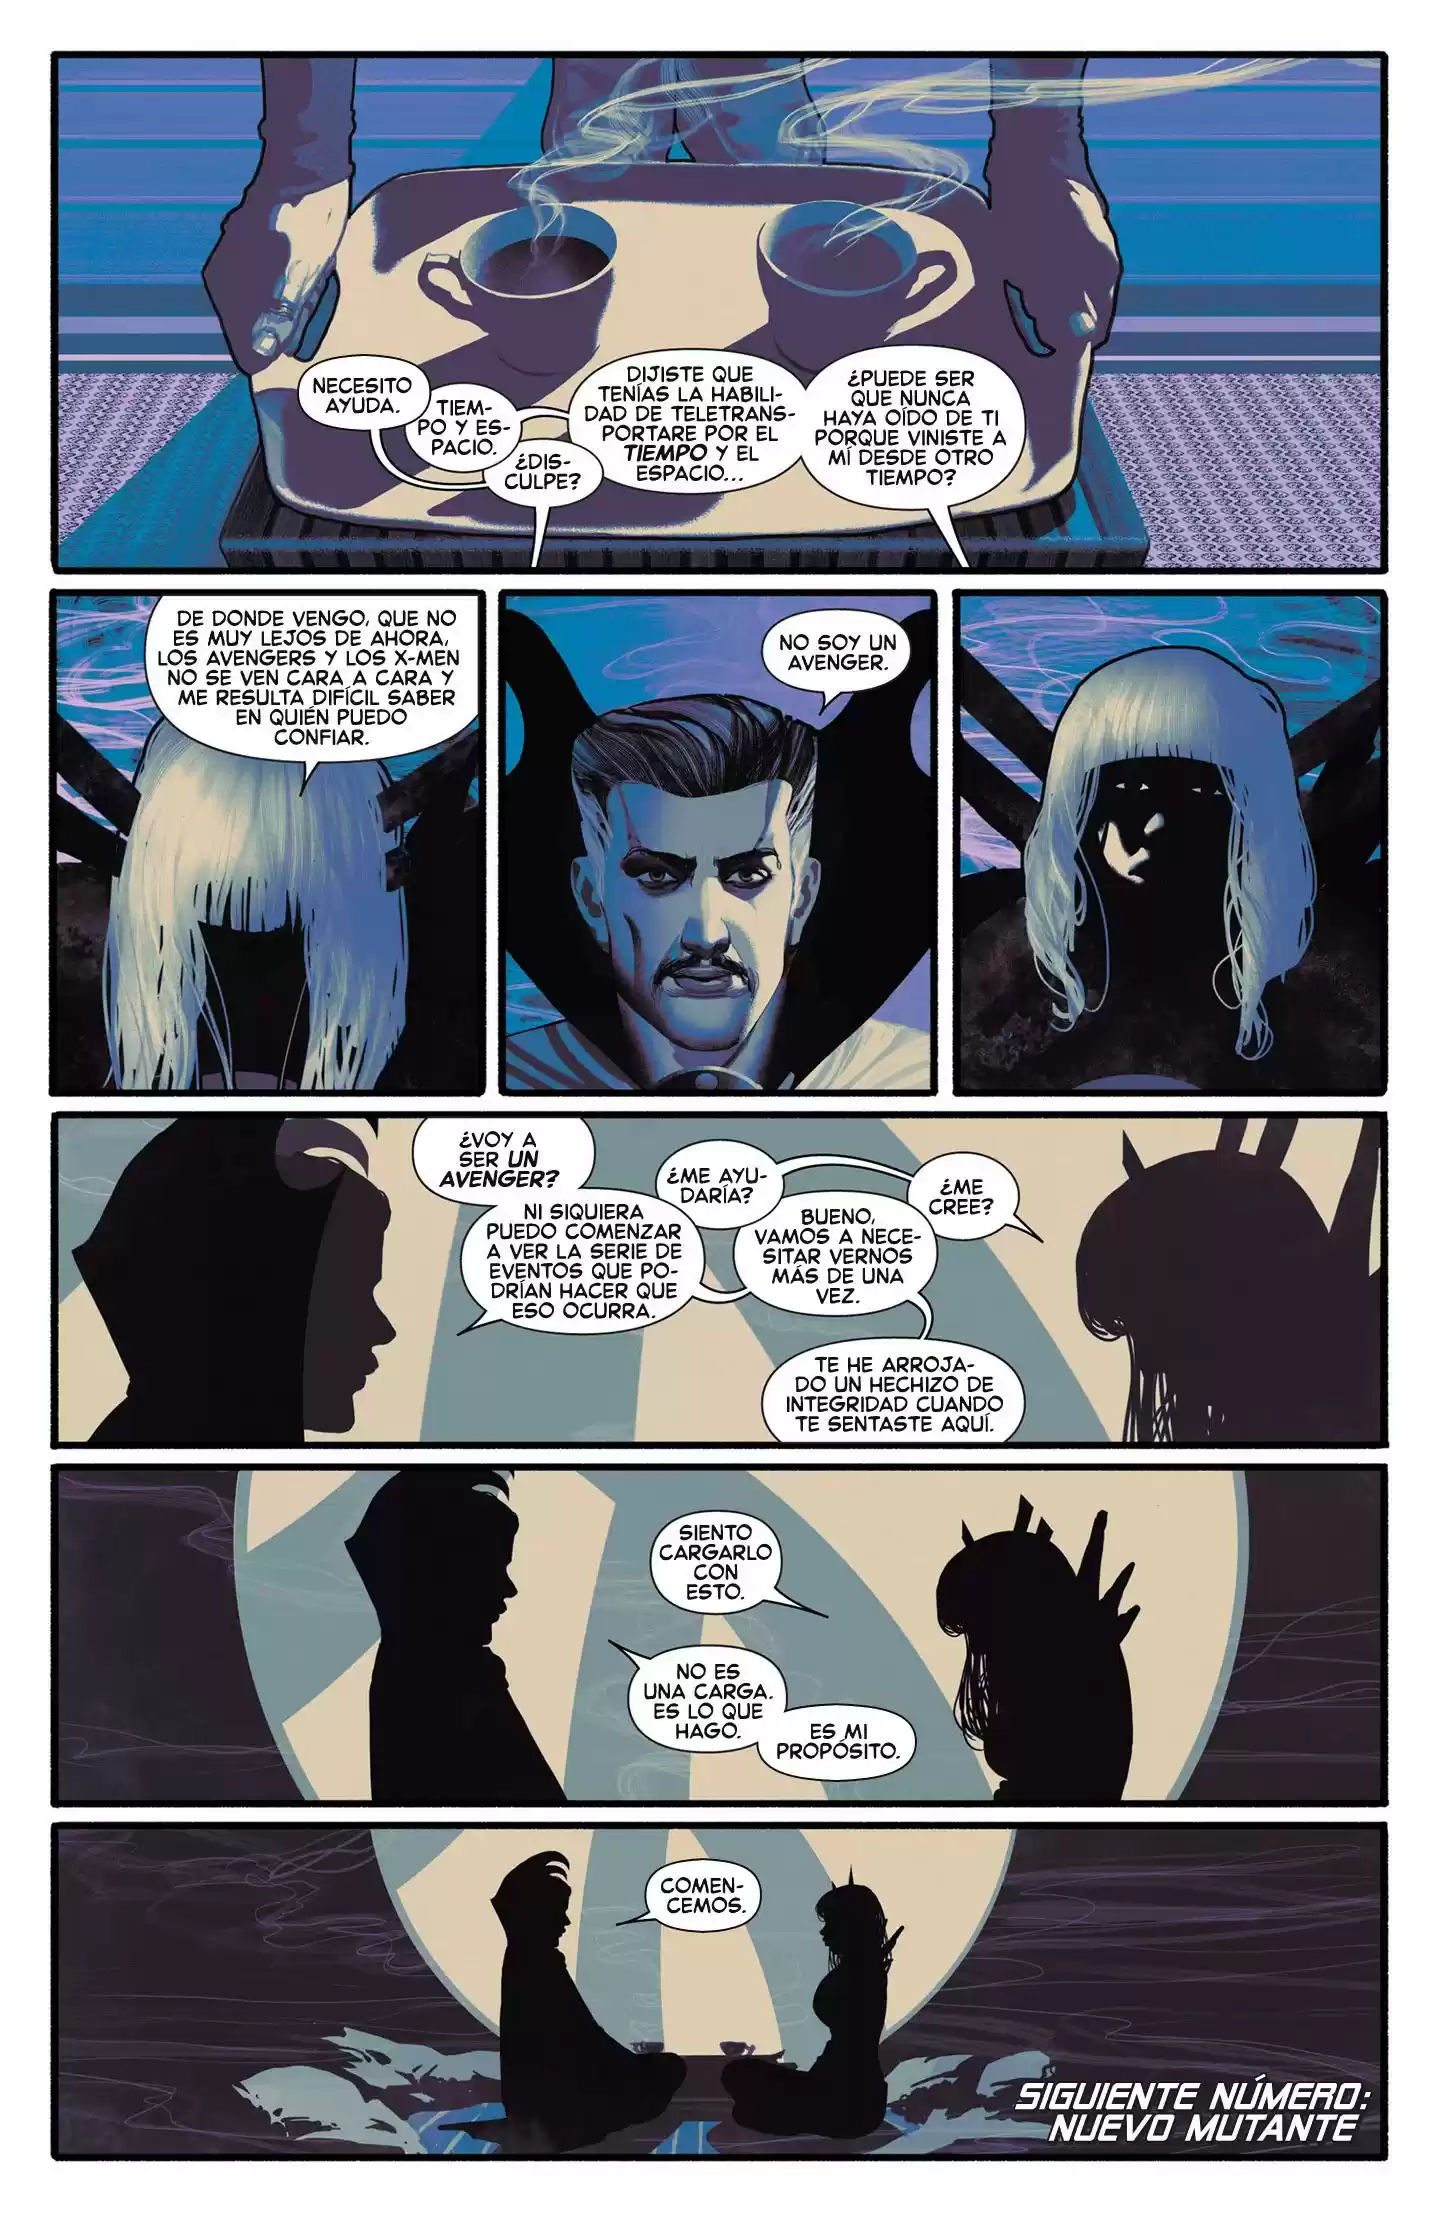 NECESITO
AYUDA.
TIEM-
PO Y ES-
PACIO.
¿DIS-
CULPE?
DIJISTE QUE
TENÍAS LA HABILI-
DAD DE TELETRANS-
PORTARE POR EL
TIEMPO Y EL
ESPACIO...
¿PUEDE SER
QUE NUNCA
HAYA OÍDO DE TI
PORQUE VINISTE A
MÍ DESDE OTRO
TIEMPO?
DE DONDE VENGO, QUE NO
ES MUY LEJOS DE AHORA,
LOS AVENGERS Y LOS X-MEN
NO SE VEN CARA A CARA Y
ME RESULTA DIFÍCIL SABER
EN QUIÉN PUEDO
CONFIAR.
NO SOY UN
AVENGER.
¿VOY A
SER UN
AVENGER?
NI SIQUIERA
PUEDO COMENZAR
A VER LA SERIE DE
EVENTOS QUE PO-
DRÍAN HACER QUE
ESO OCURRA.
¿ME AYU-
DARÍA?
¿ME
CREE?
BUENO,
VAMOS A NECE-
SITAR VERNOS
MÁS DE UNA
VEZ.
TE HE ARROJA-
DO UN HECHIZO DE
INTEGRIDAD CUANDO
TE SENTASTE AQUÍ.
SIENTO
CARGARLO
CON
ESTO.
NO ES
UNA CARGA.
ES LO QUE
HAGO.
ES MI
PROPÓSITO.
COMEN-
CEMOS.
SIGUIENTE NÚMERO:
NUEVO MUTANTE